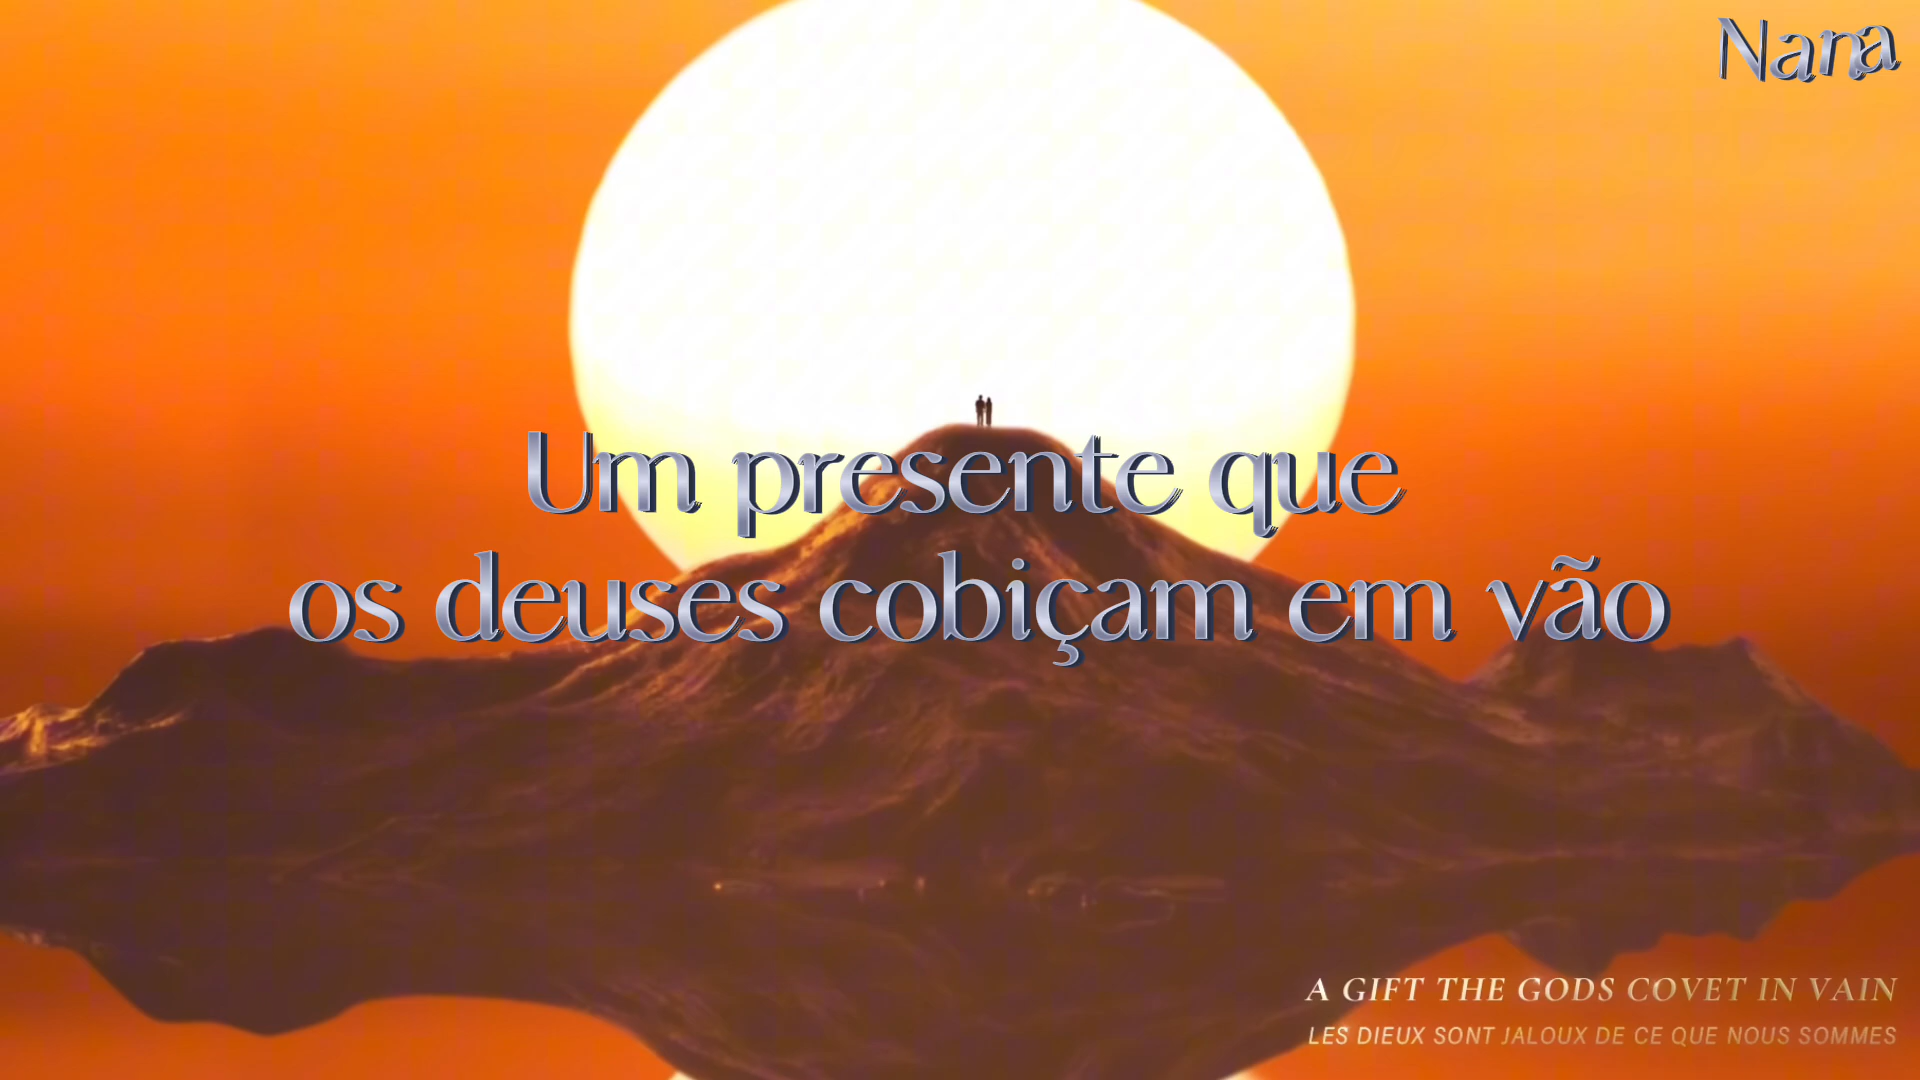 Nana
Um presente que
os deuses cobiçam em vão
A GIFT THE GODS COVET IN VAIN
LES DIEUX SONT JALOUX DE CE QUE NOUS SOMMES